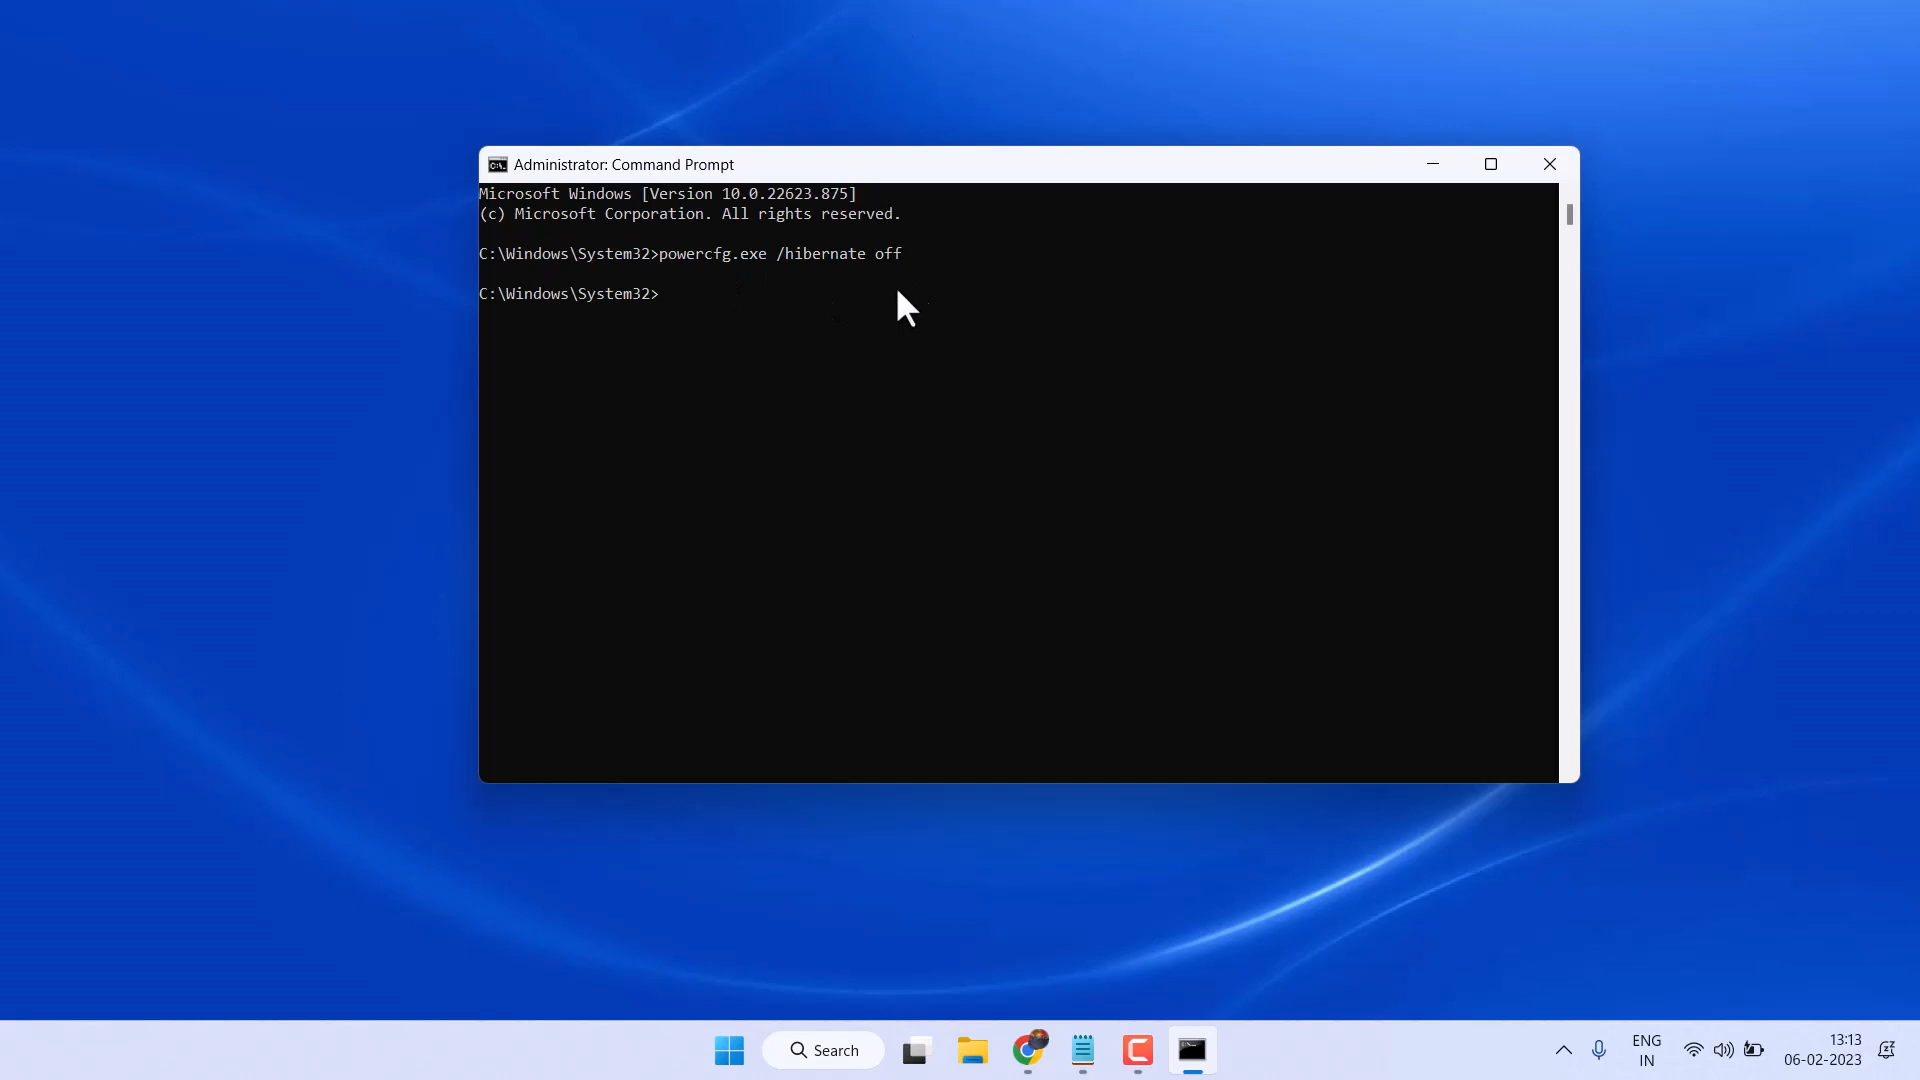 Administrator: Command Prompt
Microsoft Windows [Version 10.0.22623.875]
(c) Microsoft Corporation. All rights reserved.
C:\Windows\System32>powercfg.exe /hibernate off
C:\Windows\System32>
Search
ENG
IN
13:13
06-02-2023